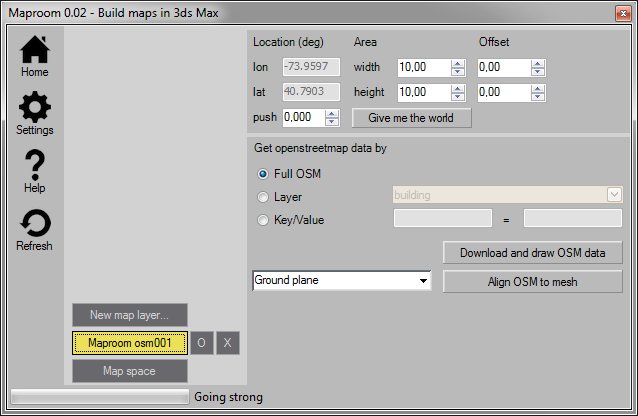 Maproom 0.02 - Build maps in 3ds Max
Home
Settings
Help
Refresh
Location (deg) Area Offset
lon -73.9597 width 10,00 0,00
lat 40.7903 height 10,00 0,00
push 0,000 Give me the world
Get openstreetmap data by
Full OSM
Layer building
Key/Value =
Download and draw OSM data
Ground plane Align OSM to mesh
New map layer...
Maproom osm001 O X
Map space
Going strong